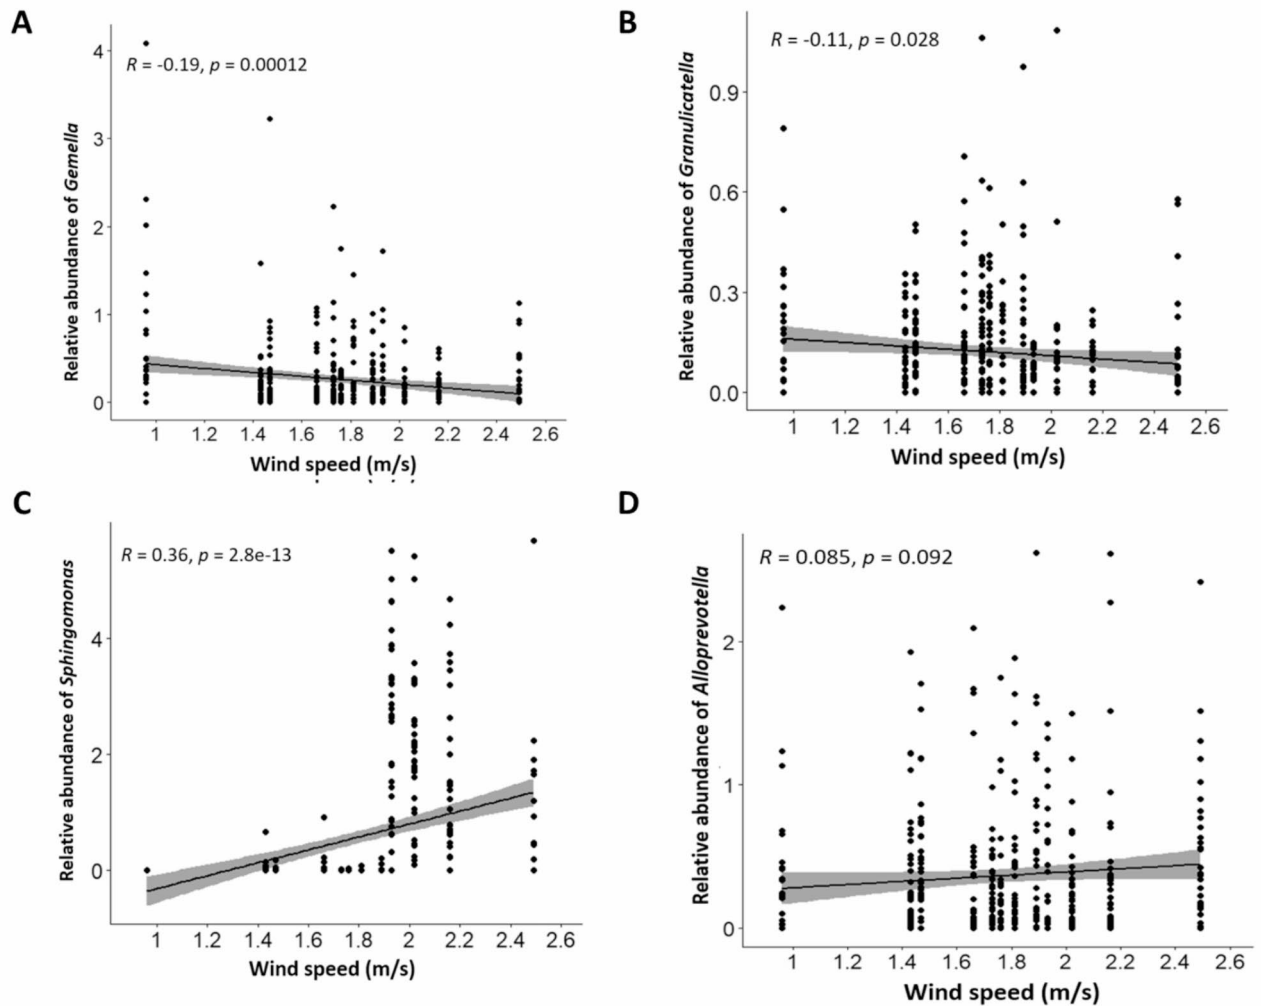 A
R = -0.19, p = 0.00012
Relative abundance of Gemella
4
3
2
1
0
1 1.2 1.4 1.6 1.8 2 2.2 2.4 2.6
Wind speed (m/s)
B
R = -0.11, p = 0.028
Relative abundance of Granulicatella
0.9
0.6
0.3
0.0
1 1.2 1.4 1.6 1.8 2 2.2 2.4 2.6
Wind speed (m/s)
C
R = 0.36, p = 2.8e-13
Relative abundance of Sphingomonas
4
2
0
1 1.2 1.4 1.6 1.8 2 2.2 2.4 2.6
Wind speed (m/s)
D
R = 0.085, p = 0.092
Relative abundance of Alloprevotella
2
1
0
1 1.2 1.4 1.6 1.8 2 2.2 2.4 2.6
Wind speed (m/s)